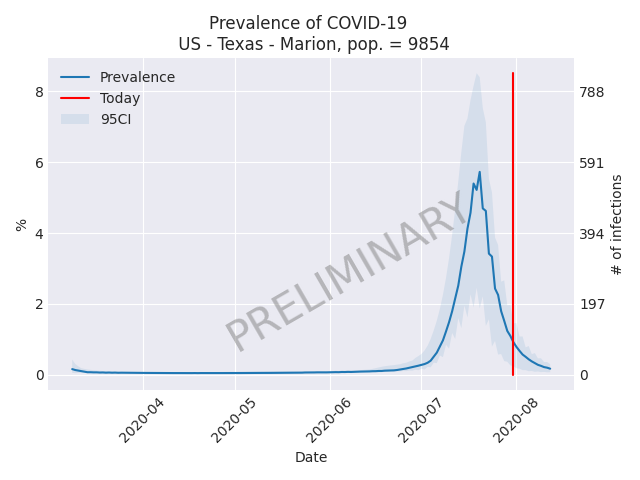 Prevalence of COVID-19
US - Texas - Marion, pop. = 9854
Prevalence
Today
95CI
8
6
4
2
0
%
788
591
394
197
0
# of infections
PRELIMINARY
2020-04
2020-05
2020-06
2020-07
2020-08
Date